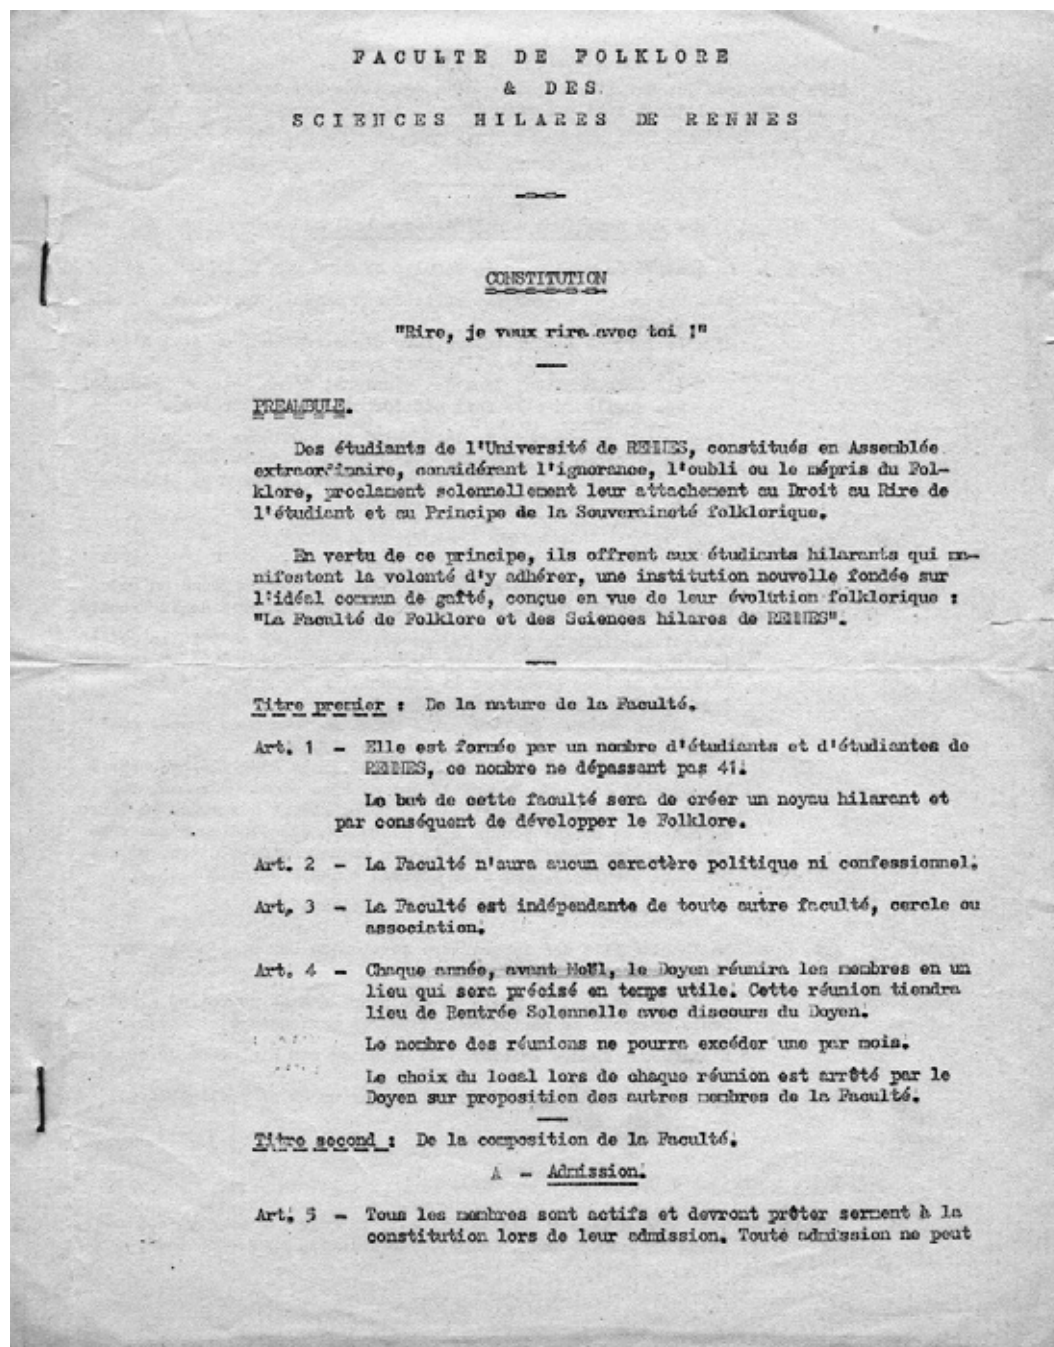 FACULTE DE FOLKLORE
& DES
SCIENCES HILARES DE RENNES
CONSTITUTION
"Rire, je veux rire avec toi !"
PREAMBULE.
Des étudiants de l'Université de RENNES, constitués en Assemblée
extraordinaire, considérant l'ignorance, l'oubli ou le mépris du Fol-
klore, proclament solennellement leur attachement au Droit au Rire de
l'étudiant et au Principe de la Souveraineté folklorique.
En vertu de ce principe, ils offrent aux étudiants hilarants qui ma-
nifestent la volonté d'y adhérer, une institution nouvelle fondée sur
l'idéal commun de gaîté, conçue en vue de leur évolution folklorique :
"La Faculté de Folklore et des Sciences hilares de RENNES".
Titre premier : De la nature de la Faculté.
Art. 1 - Elle est formée par un nombre d'étudiants et d'étudiantes de
RENNES, ce nombre ne dépassant pas 41.
Le but de cette faculté sera de créer un noyau hilarant et
par conséquent de développer le Folklore.
Art. 2 - La Faculté n'aura aucun caractère politique ni confessionnel.
Art. 3 - La Faculté est indépendante de toute autre faculté, cercle ou
association.
Art. 4 - Chaque année, avant Noël, le Doyen réunira les membres en un
lieu qui sera précisé en temps utile. Cette réunion tiendra
lieu de Rentrée Solennelle avec discours du Doyen.
Le nombre des réunions ne pourra excéder une par mois.
Le choix du local lors de chaque réunion est arrêté par le
Doyen sur proposition des autres membres de la Faculté.
Titre second : De la composition de la Faculté.
A - Admission.
Art. 5 - Tous les membres sont actifs et devront prêter serment à la
constitution lors de leur admission. Toute admission ne peut